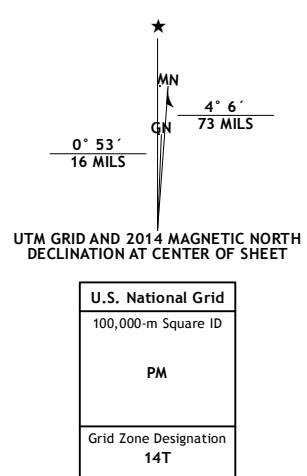 MN
4° 6´
73 MILS
GN
0° 53´
16 MILS
UTM GRID AND 2014 MAGNETIC NORTH
DECLINATION AT CENTER OF SHEET
U.S. National Grid
100,000-m Square ID
PM
Grid Zone Designation
14T